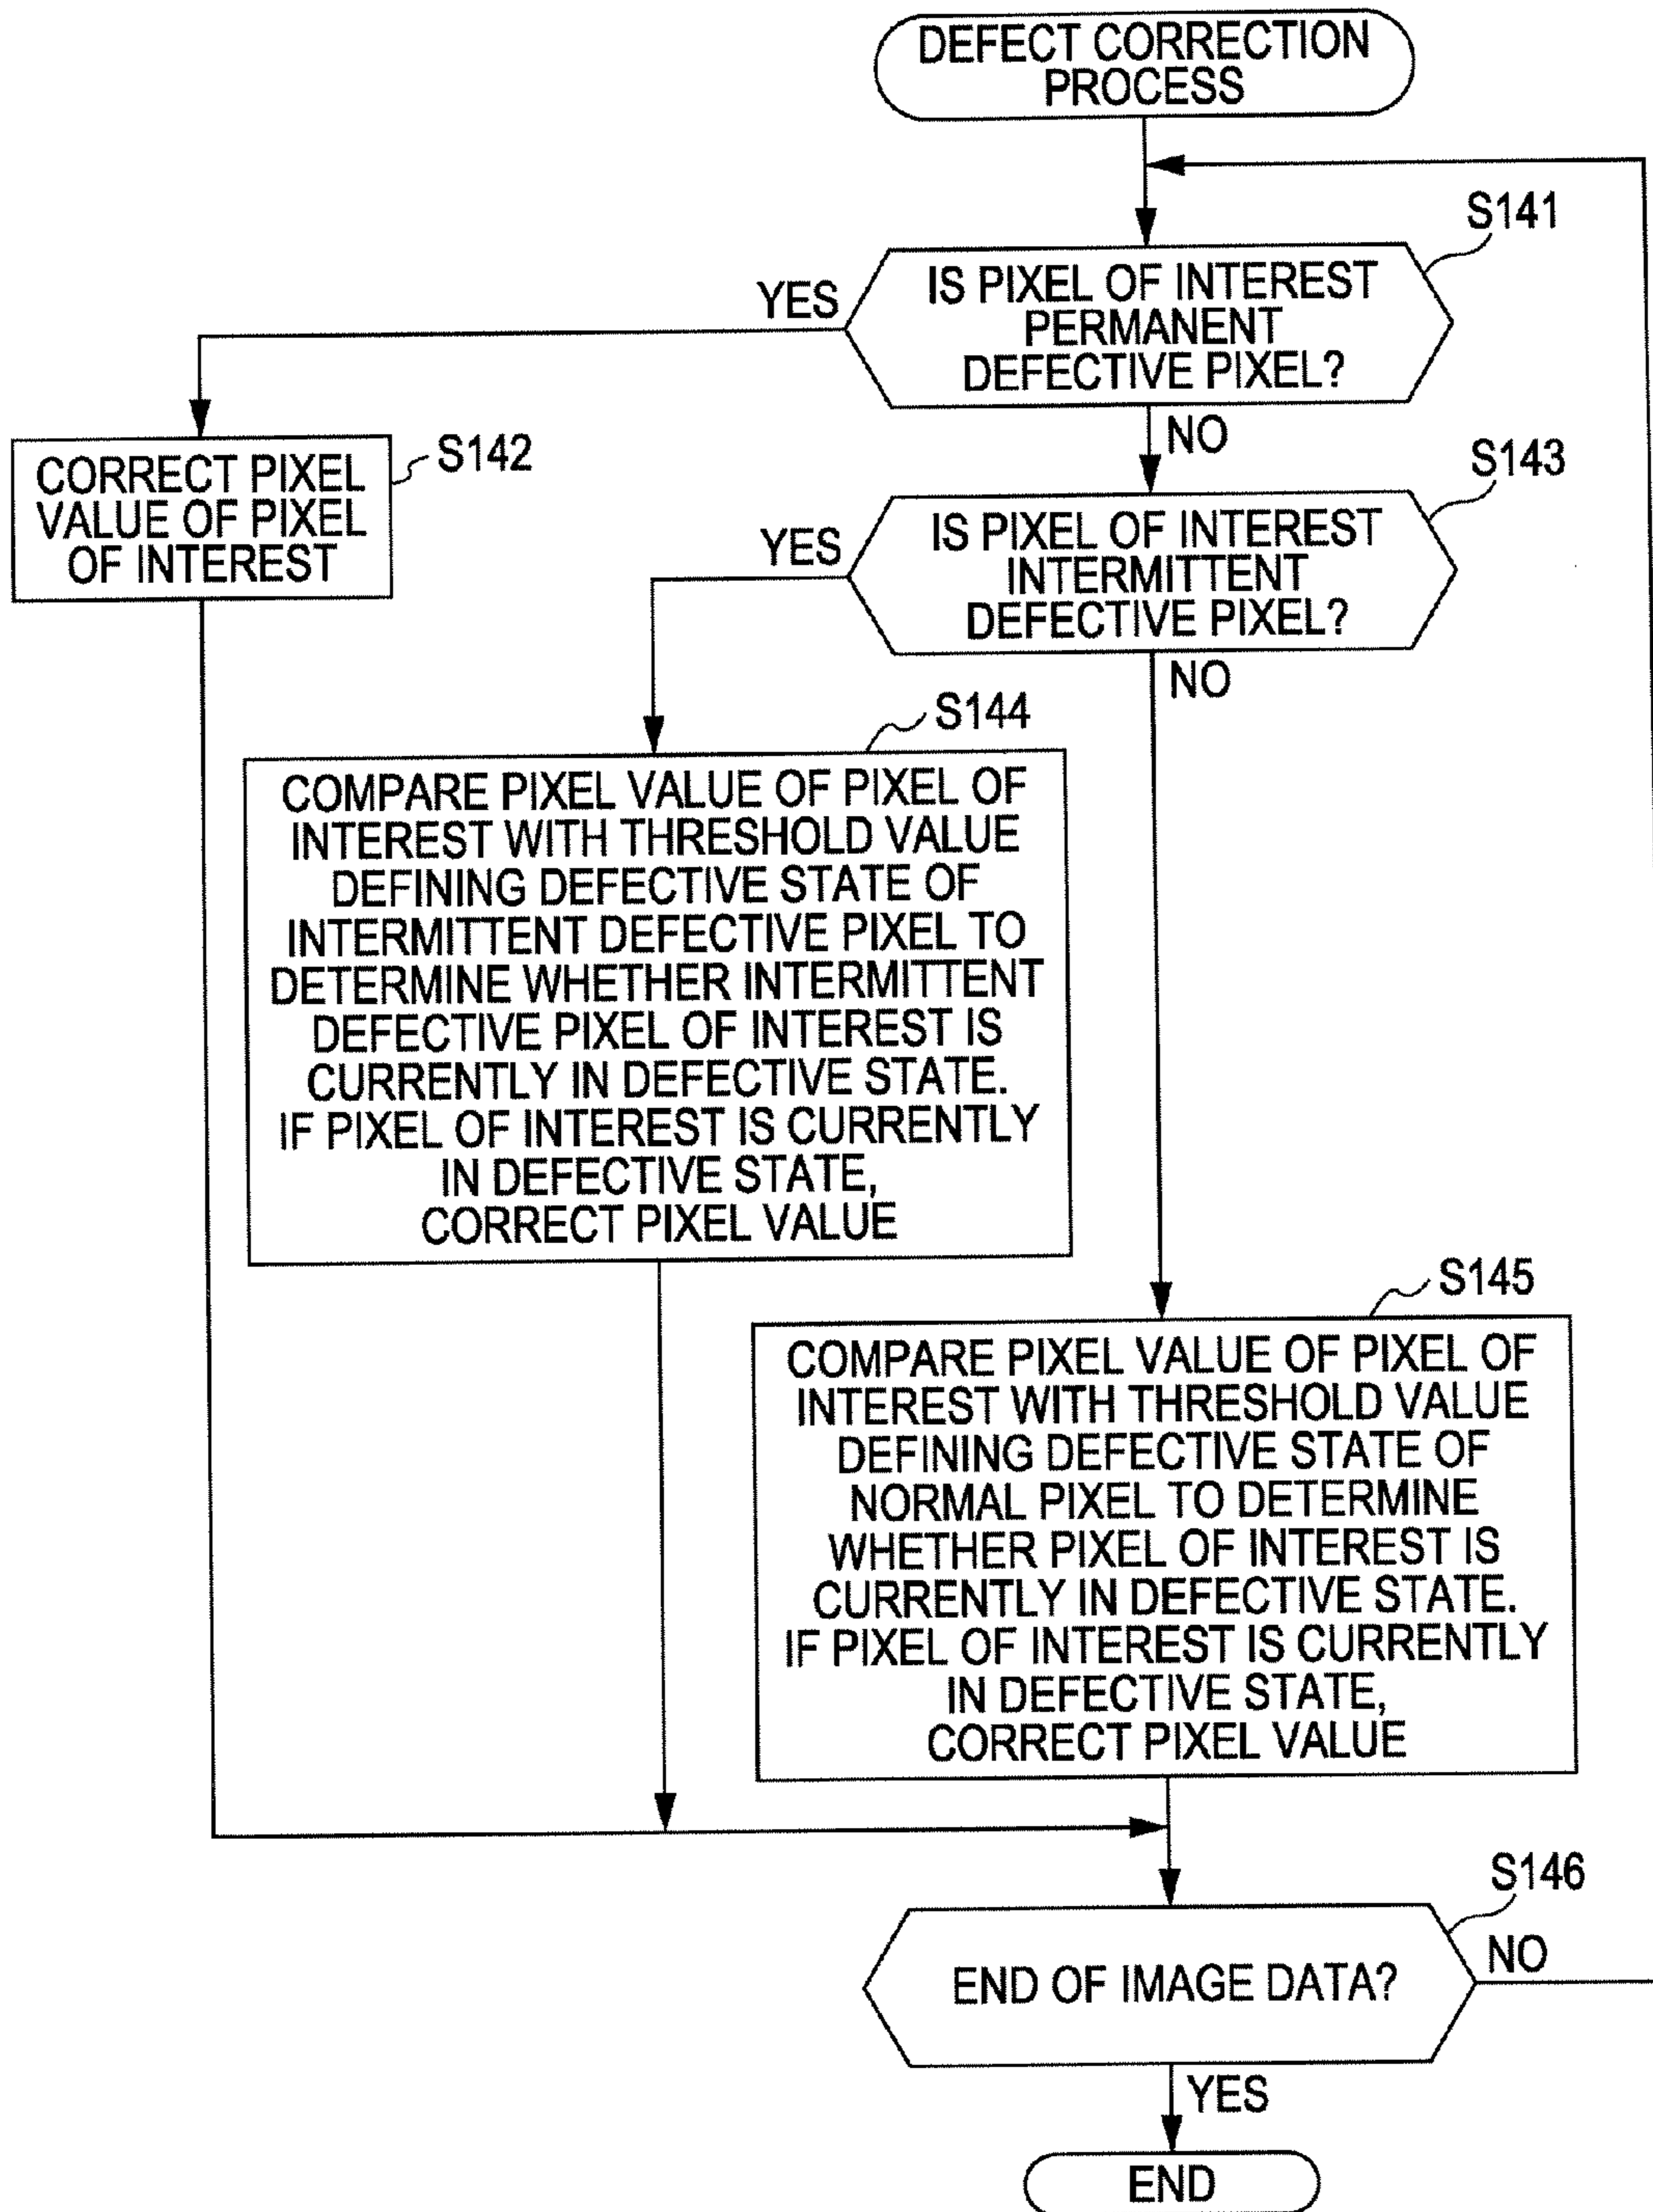 DEFECT CORRECTION
PROCESS
S141
IS PIXEL OF INTEREST
PERMANENT
DEFECTIVE PIXEL?
YES
NO
S142
CORRECT PIXEL
VALUE OF PIXEL
OF INTEREST
S143
IS PIXEL OF INTEREST
INTERMITTENT
DEFECTIVE PIXEL?
YES
NO
S144
COMPARE PIXEL VALUE OF PIXEL OF
INTEREST WITH THRESHOLD VALUE
DEFINING DEFECTIVE STATE OF
INTERMITTENT DEFECTIVE PIXEL TO
DETERMINE WHETHER INTERMITTENT
DEFECTIVE PIXEL OF INTEREST IS
CURRENTLY IN DEFECTIVE STATE.
IF PIXEL OF INTEREST IS CURRENTLY
IN DEFECTIVE STATE,
CORRECT PIXEL VALUE
S145
COMPARE PIXEL VALUE OF PIXEL OF
INTEREST WITH THRESHOLD VALUE
DEFINING DEFECTIVE STATE OF
NORMAL PIXEL TO DETERMINE
WHETHER PIXEL OF INTEREST IS
CURRENTLY IN DEFECTIVE STATE.
IF PIXEL OF INTEREST IS CURRENTLY
IN DEFECTIVE STATE,
CORRECT PIXEL VALUE
S146
END OF IMAGE DATA?
NO
YES
END